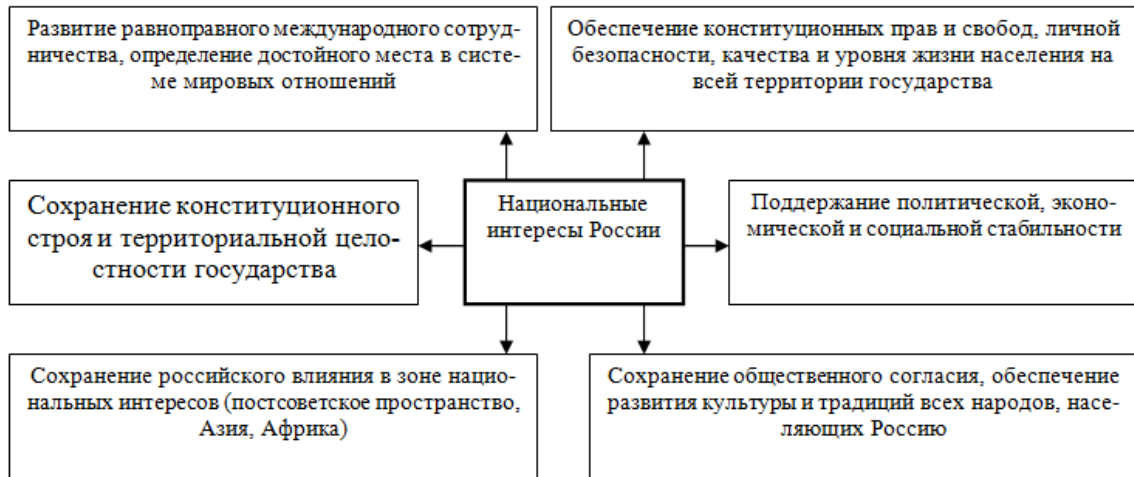 Развитие равноправного международного сотруд-
ничества, определение достойного места в систе-
ме мировых отношений
Обеспечение конституционных прав и свобод, личной
безопасности, качества и уровня жизни населения на
всей территории государства
Сохранение конституционного
строя и территориальной цело-
стности государства
Национальные
интересы России
Поддержание политической, эконо-
мической и социальной стабильности
Сохранение российского влияния в зоне нацио-
нальных интересов (постсоветское пространство,
Азия, Африка)
Сохранение общественного согласия, обеспечение
развития культуры и традиций всех народов, насе-
ляющих Россию